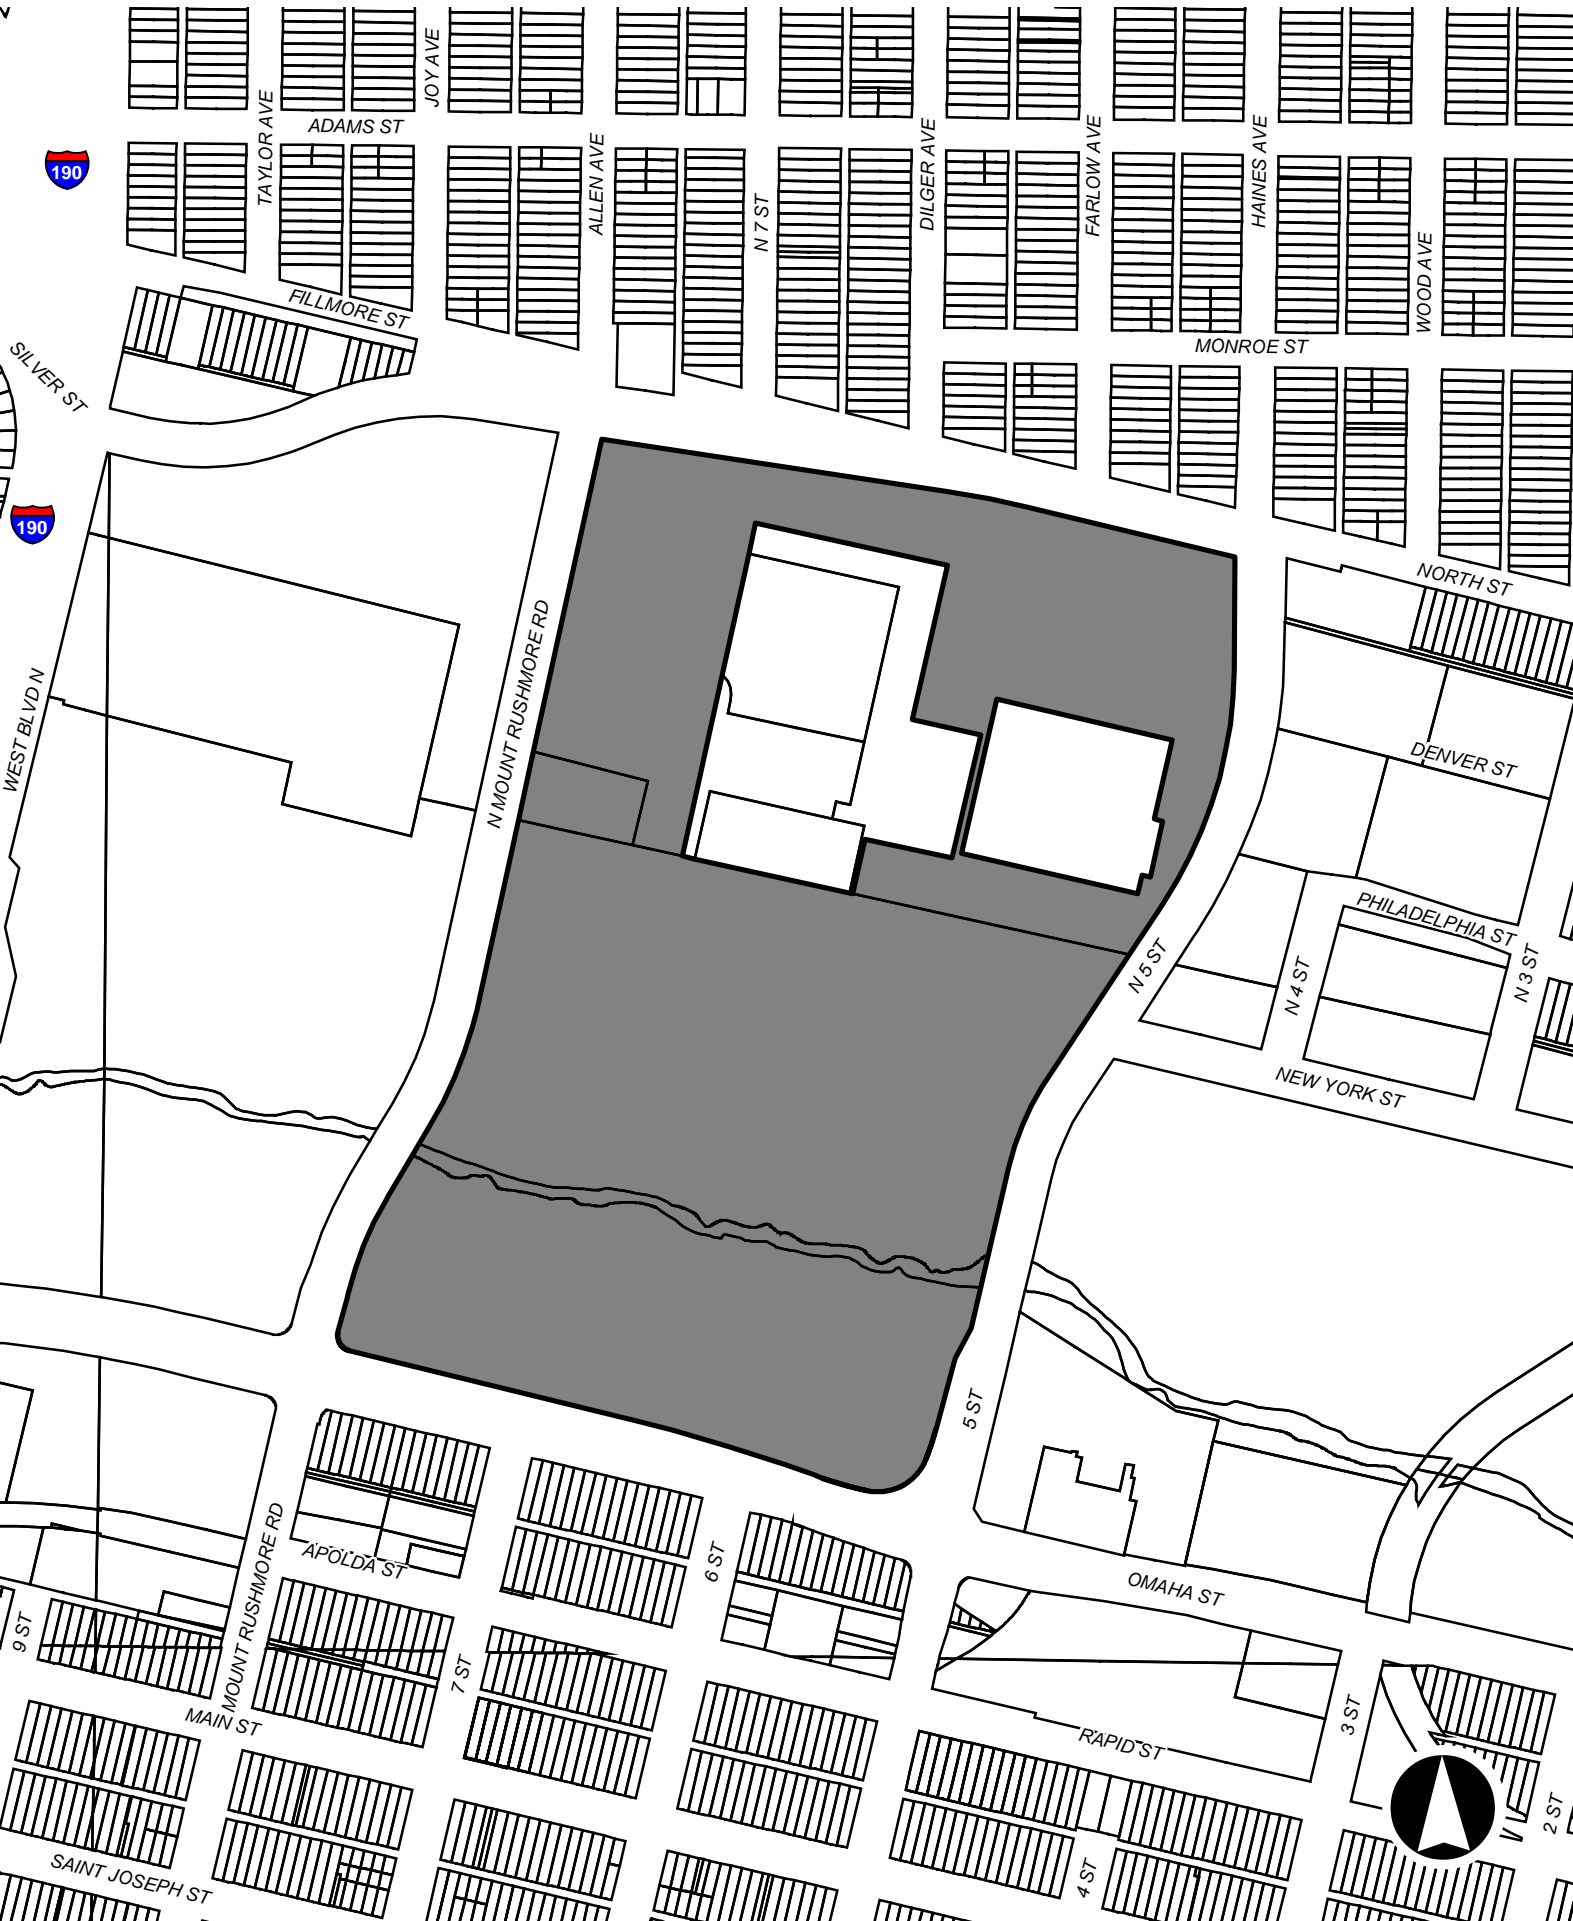 JOY AVE
TAYLOR AVE
ADAMS ST
ALLEN AVE
DILGER AVE
FARLOW AVE
HAINES AVE
190
N 7 ST
WOOD AVE
FILLMORE ST
MONROE ST
SILVER ST
190
NORTH ST
N MOUNT RUSHMORE RD
WEST BLVD N
DENVER ST
PHILADELPHIA ST
N 5 ST
N 4 ST
N 3 ST
NEW YORK ST
5 ST
MOUNT RUSHMORE RD
APOLDA ST
6 ST
OMAHA ST
9 ST
7 ST
3 ST
MAIN ST
RAPID ST
2 ST
SAINT JOSEPH ST
4 ST